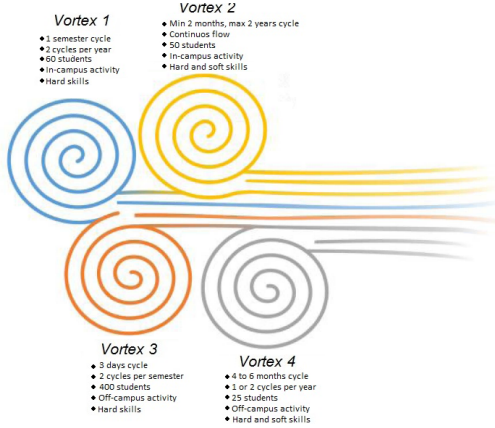 Vortex 1
◆1 semester cycle
◆2 cycles per year
◆60 students
◆In-campus activity
◆Hard skills
Vortex 2
◆Min 2 months, max 2 years cycle
◆Continuos flow
◆50 students
◆In-campus activity
◆Hard and soft skills
Vortex 3
◆3 days cycle
◆2 cycles per semester
◆400 students
◆Off-campus activity
◆Hard skills
Vortex 4
◆4 to 6 months cycle
◆1 or 2 cycles per year
◆25 students
◆Off-campus activity
◆Hard and soft skills